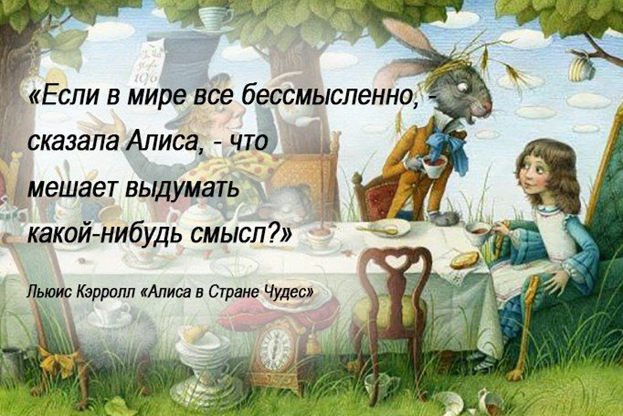 «Если в мире все бессмысленно, -
сказала Алиса, - что
мешает выдумать
какой-нибудь смысл?»
Льюис Кэрролл «Алиса в Стране Чудес»